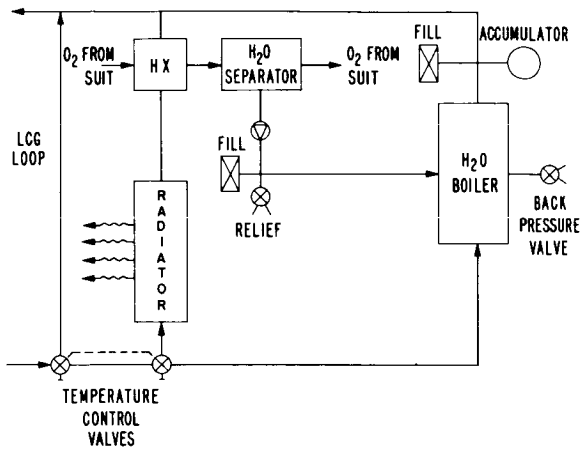 FILL
ACCUMULATOR
O₂ FROM
SUIT
HX
H₂O
SEPARATOR
O₂ FROM
SUIT
LCG
LOOP
FILL
H₂O
BOILER
RELIEF
BACK
PRESSURE
VALVE
RADIATOR
TEMPERATURE
CONTROL
VALVES